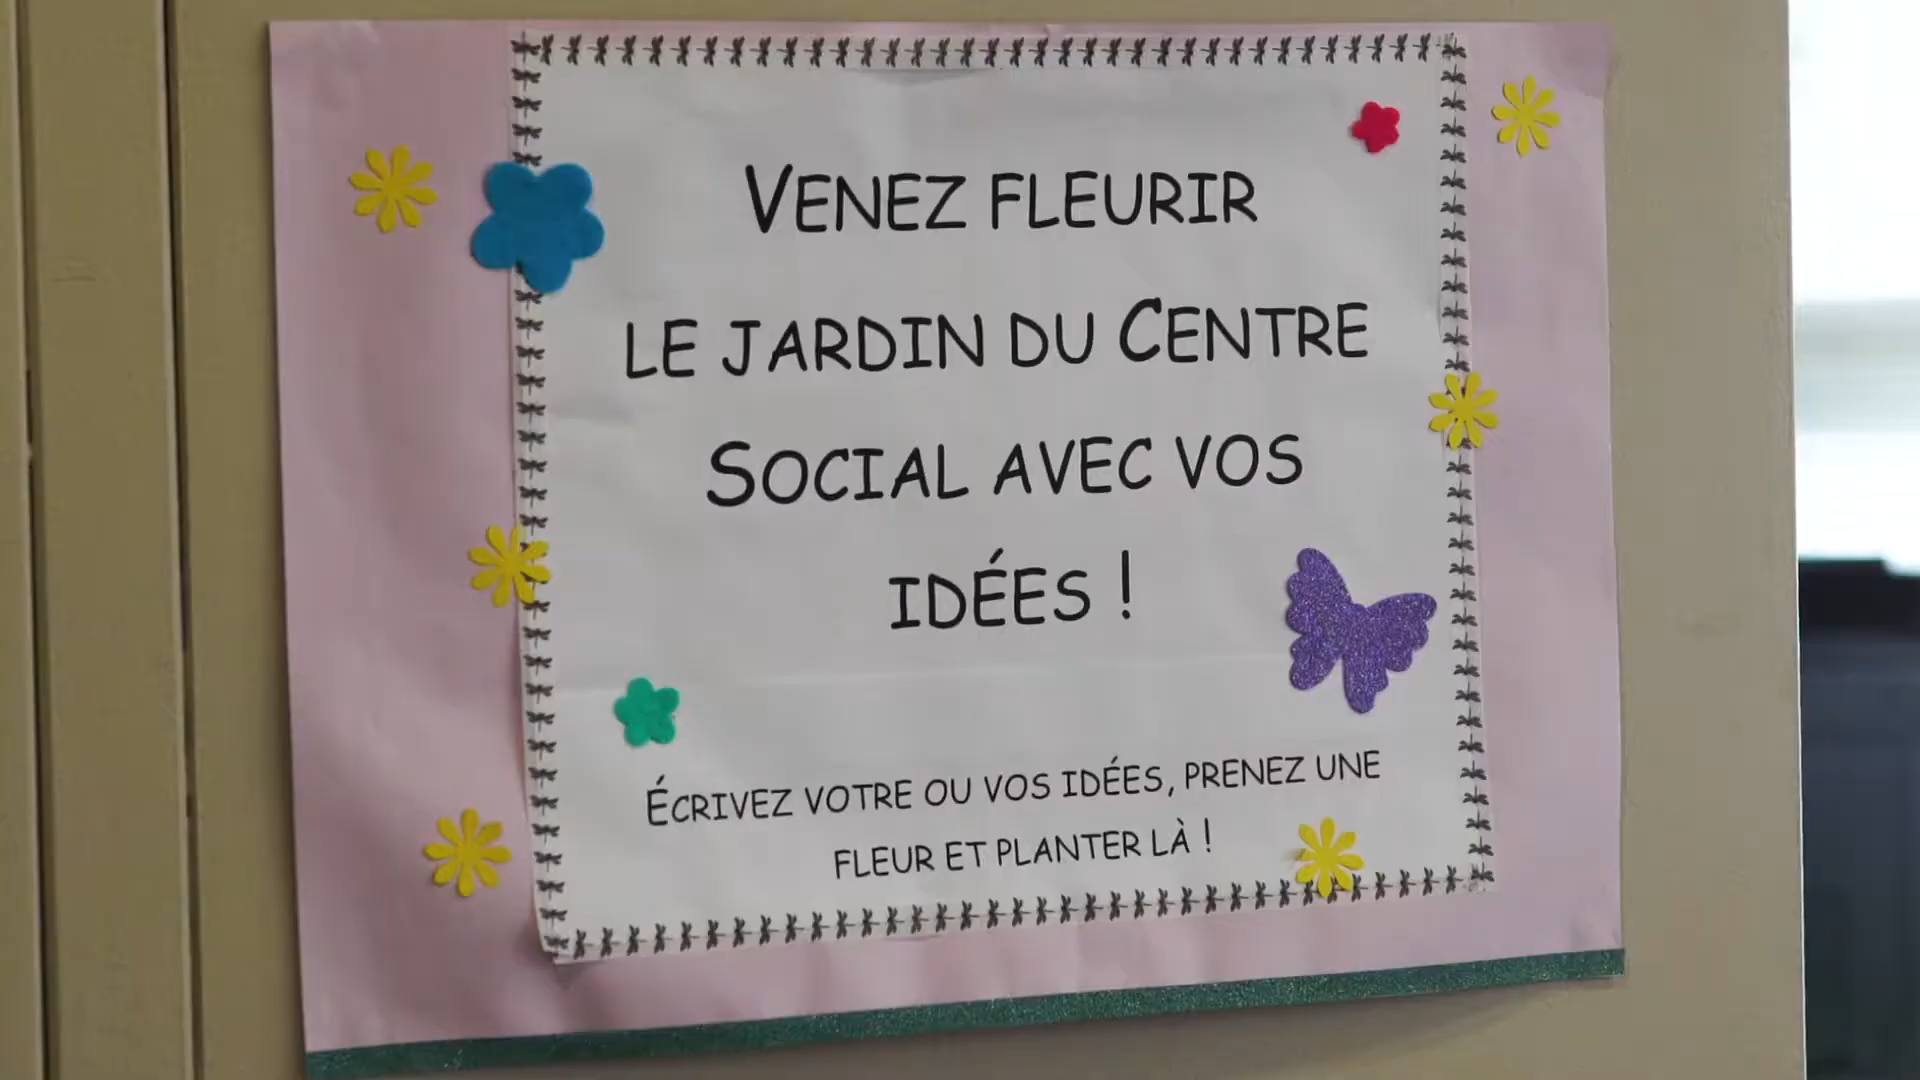 VENEZ FLEURIR
LE JARDIN DU CENTRE
SOCIAL AVEC VOS
IDÉES !
ÉCRIVEZ VOTRE OU VOS IDÉES, PRENEZ UNE
FLEUR ET PLANTER LÀ !